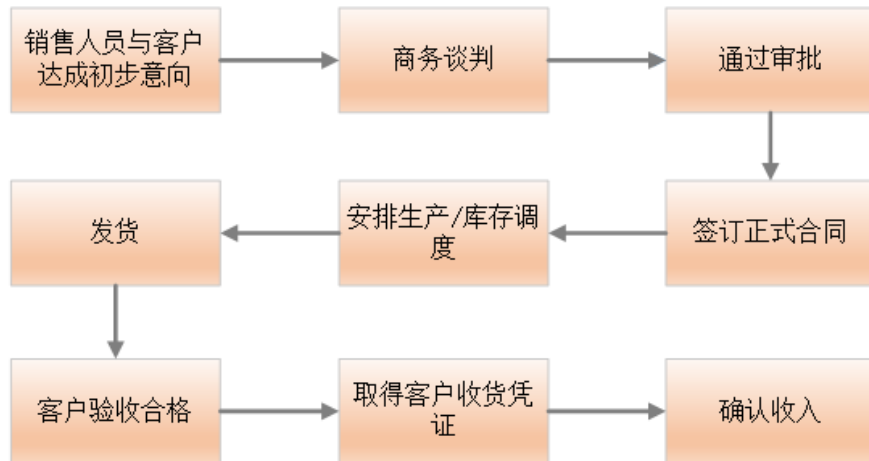 销售人员与客户
达成初步意向
商务谈判
通过审批
签订正式合同
安排生产/库存调
度
发货
客户验收合格
取得客户收货凭
证
确认收入